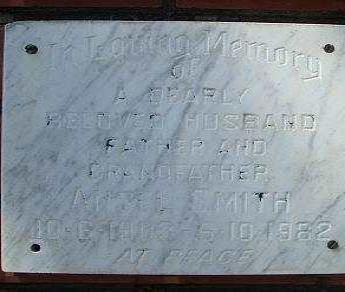 In Loving Memory
of
A DEARLY
BELOVED HUSBAND
FATHER AND
GRANDFATHER
SMITH
5-10-1982
AT PEACE